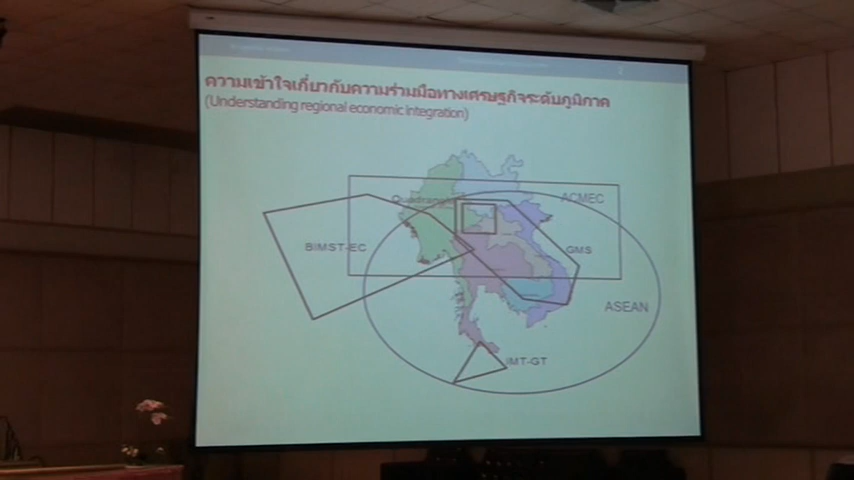 ความเข้าใจเกี่ยวกับความร่วมมือทางเศรษฐกิจระดับภูมิภาค
(Understanding regional economic integration)
ACMEC
BIMST-EC
GMS
ASEAN
IMT-GT